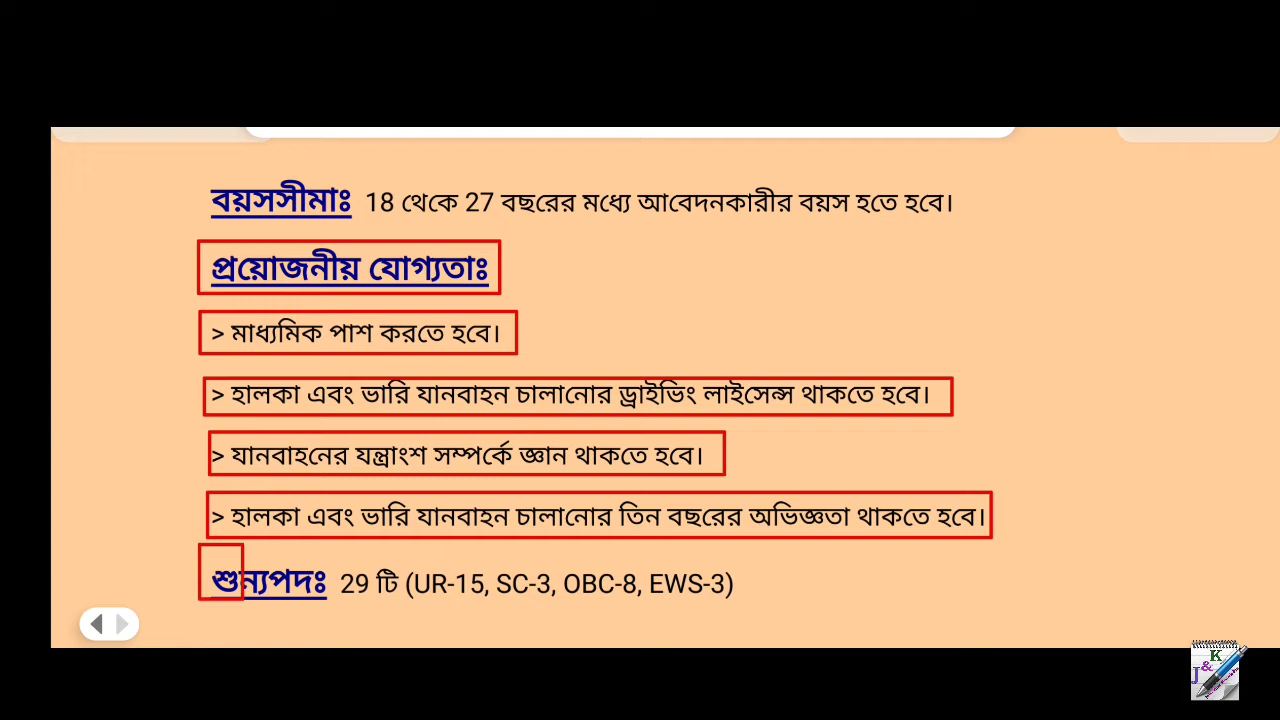 বয়সসীমাঃ 18 থেকে 27 বছরের মধ্যে আবেদনকারীর বয়স হতে হবে।
প্রয়োজনীয় যোগ্যতাঃ
> মাধ্যমিক পাশ করতে হবে।
> হালকা এবং ভারি যানবাহন চালানোর ড্রাইভিং লাইসেন্স থাকতে হবে।
> যানবাহনের যন্ত্রাংশ সম্পর্কে জ্ঞান থাকতে হবে।
> হালকা এবং ভারি যানবাহন চালানোর তিন বছরের অভিজ্ঞতা থাকতে হবে।
শুন্যপদঃ 29 টি (UR-15, SC-3, OBC-8, EWS-3)
J&K